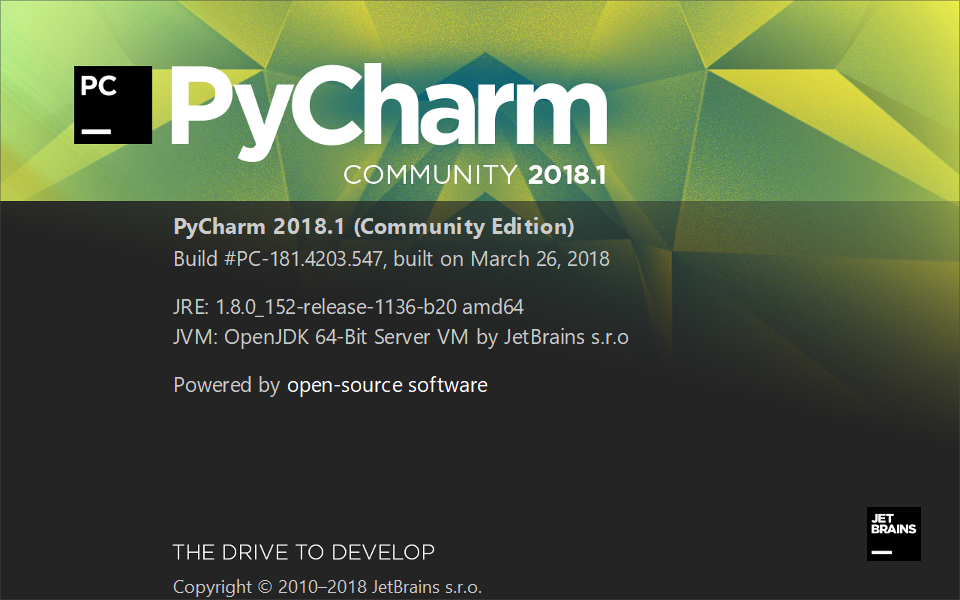 PC
PyCharm
COMMUNITY 2018.1
PyCharm 2018.1 (Community Edition)
Build #PC-181.4203.547, built on March 26, 2018
JRE: 1.8.0_152-release-1136-b20 amd64
JVM: OpenJDK 64-Bit Server VM by JetBrains s.r.o
Powered by open-source software
JET
BRAINS
THE DRIVE TO DEVELOP
Copyright © 2010–2018 JetBrains s.r.o.